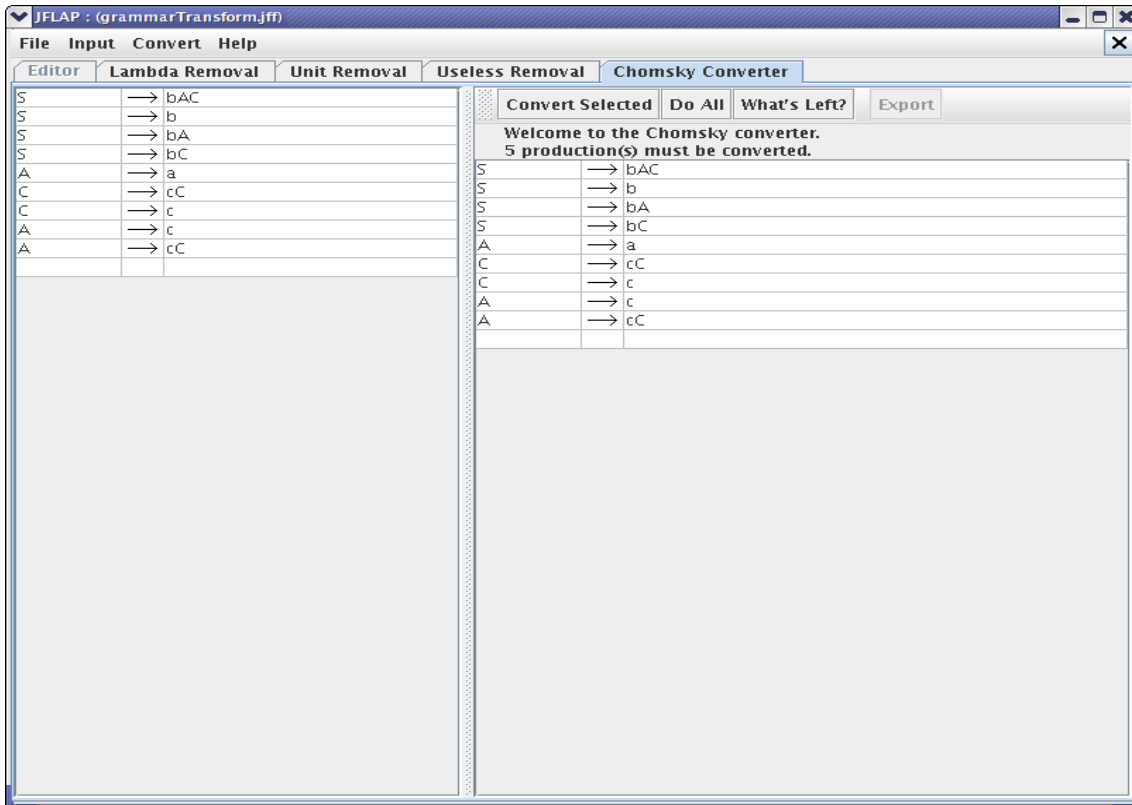 JFLAP : (grammarTransform.jff)
File Input Convert Help
Editor Lambda Removal Unit Removal Useless Removal Chomsky Converter
S → bAC
S → b
S → bA
S → bC
A → a
C → cC
C → c
A → c
A → cC
Convert Selected Do All What's Left? Export
Welcome to the Chomsky converter.
5 production(s) must be converted.
S → bAC
S → b
S → bA
S → bC
A → a
C → cC
C → c
A → c
A → cC